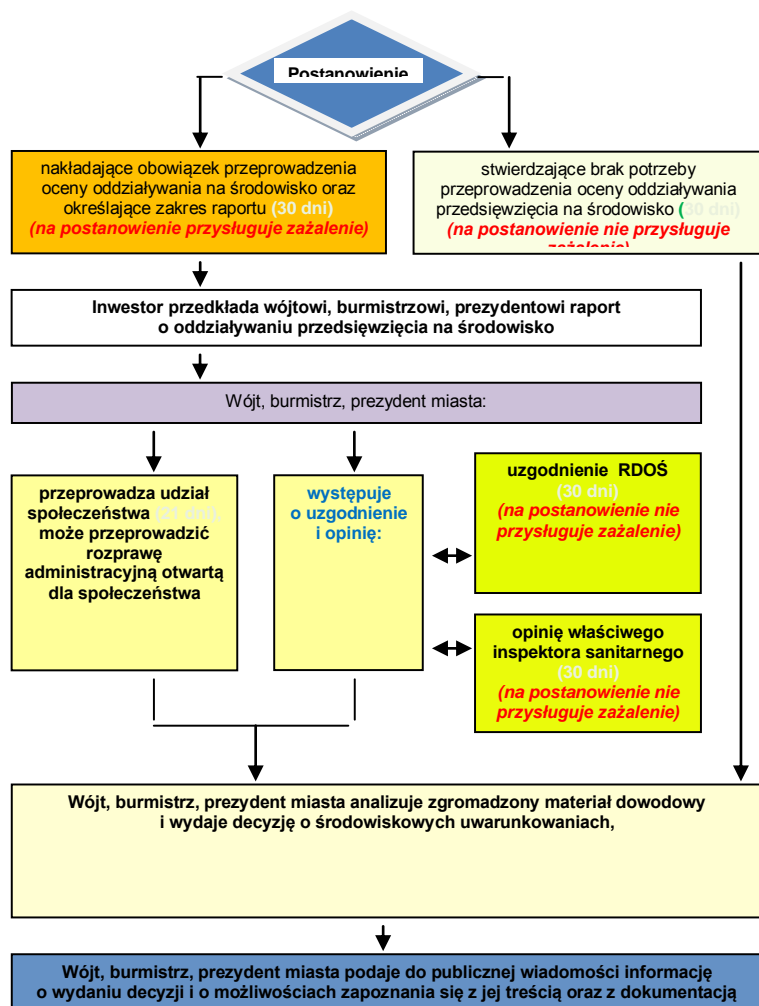 Postanowienie
nakładające obowiązek przeprowadzenia
oceny oddziaływania na środowisko oraz
określające zakres raportu (30 dni)
(na postanowienie przysługuje zażalenie)
stwierdzające brak potrzeby
przeprowadzenia oceny oddziaływania
przedsięwzięcia na środowisko (30 dni)
(na postanowienie nie przysługuje
zażalenie)
Inwestor przedkłada wójtowi, burmistrzowi, prezydentowi raport
o oddziaływaniu przedsięwzięcia na środowisko
Wójt, burmistrz, prezydent miasta:
przeprowadza udział
społeczeństwa (21 dni),
może przeprowadzić
rozprawę
administracyjną otwartą
dla społeczeństwa
występuje
o uzgodnienie
i opinię:
uzgodnienie RDOŚ
(30 dni)
(na postanowienie nie
przysługuje zażalenie)
opinię właściwego
inspektora sanitarnego
(30 dni)
(na postanowienie nie
przysługuje zażalenie)
Wójt, burmistrz, prezydent miasta analizuje zgromadzony materiał dowodowy
i wydaje decyzję o środowiskowych uwarunkowaniach,
Wójt, burmistrz, prezydent miasta podaje do publicznej wiadomości informację
o wydaniu decyzji i o możliwościach zapoznania się z jej treścią oraz z dokumentacją